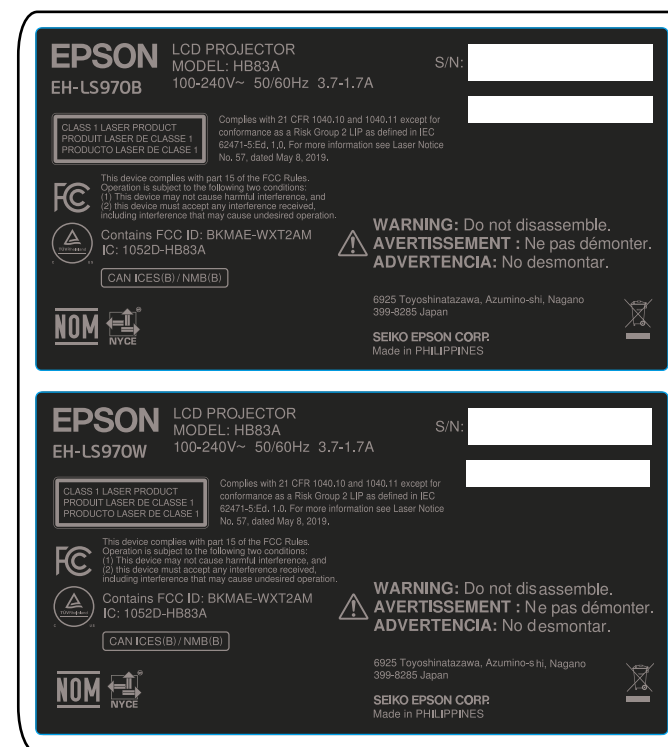 EPSON
EH-LS970B
LCD PROJECTOR
MODEL: HB83A
100-240V~ 50/60Hz 3.7-1.7A
S/N:
CLASS 1 LASER PRODUCT
PRODUIT LASER DE CLASSE 1
PRODUCTO LASER DE CLASE 1
Complies with 21 CFR 1040.10 and 1040.11 except for
conformance as a Risk Group 2 LIP as defined in IEC
62471-5:Ed. 1.0. For more information see Laser Notice
No. 57, dated May 8, 2019.
FC
This device complies with part 15 of the FCC Rules.
Operation is subject to the following two conditions:
(1) This device may not cause harmful interference, and
(2) this device must accept any interference received,
including interference that may cause undesired operation.
Contains FCC ID: BKMAE-WXT2AM
IC: 1052D-HB83A
CAN ICES(B)/NMB(B)
WARNING: Do not disassemble.
AVERTISSEMENT : Ne pas démonter.
ADVERTENCIA: No desmontar.
NOM
NYCE
6925 Toyoshinatazawa, Azumino-shi, Nagano
399-8285 Japan
SEIKO EPSON CORP.
Made in PHILIPPINES
EPSON
EH-LS970W
LCD PROJECTOR
MODEL: HB83A
100-240V~ 50/60Hz 3.7-1.7A
S/N:
CLASS 1 LASER PRODUCT
PRODUIT LASER DE CLASSE 1
PRODUCTO LASER DE CLASE 1
Complies with 21 CFR 1040.10 and 1040.11 except for
conformance as a Risk Group 2 LIP as defined in IEC
62471-5:Ed. 1.0. For more information see Laser Notice
No. 57, dated May 8, 2019.
FC
This device complies with part 15 of the FCC Rules.
Operation is subject to the following two conditions:
(1) This device may not cause harmful interference, and
(2) this device must accept any interference received,
including interference that may cause undesired operation.
Contains FCC ID: BKMAE-WXT2AM
IC: 1052D-HB83A
CAN ICES(B)/NMB(B)
WARNING: Do not disassemble.
AVERTISSEMENT : Ne pas démonter.
ADVERTENCIA: No desmontar.
NOM
NYCE
6925 Toyoshinatazawa, Azumino-shi, Nagano
399-8285 Japan
SEIKO EPSON CORP.
Made in PHILIPPINES